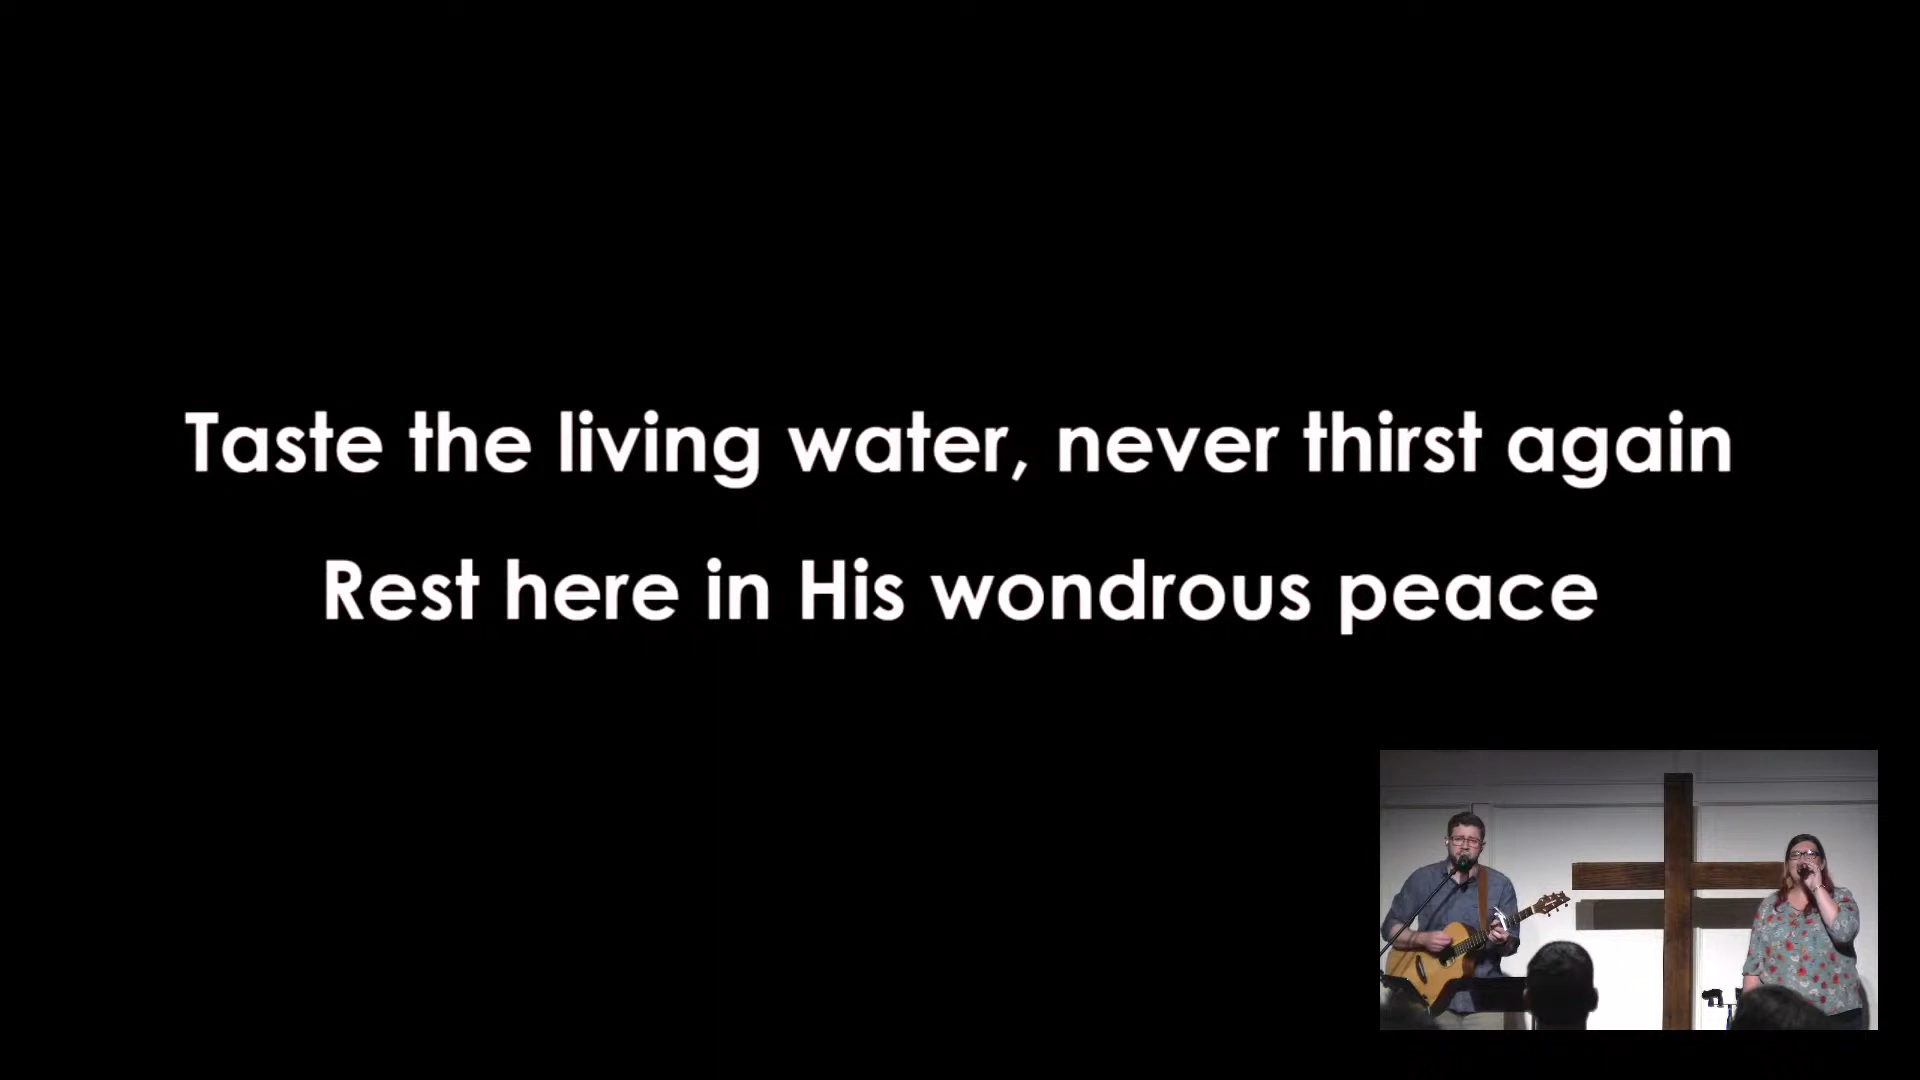 Taste the living water, never thirst again
Rest here in His wondrous peace